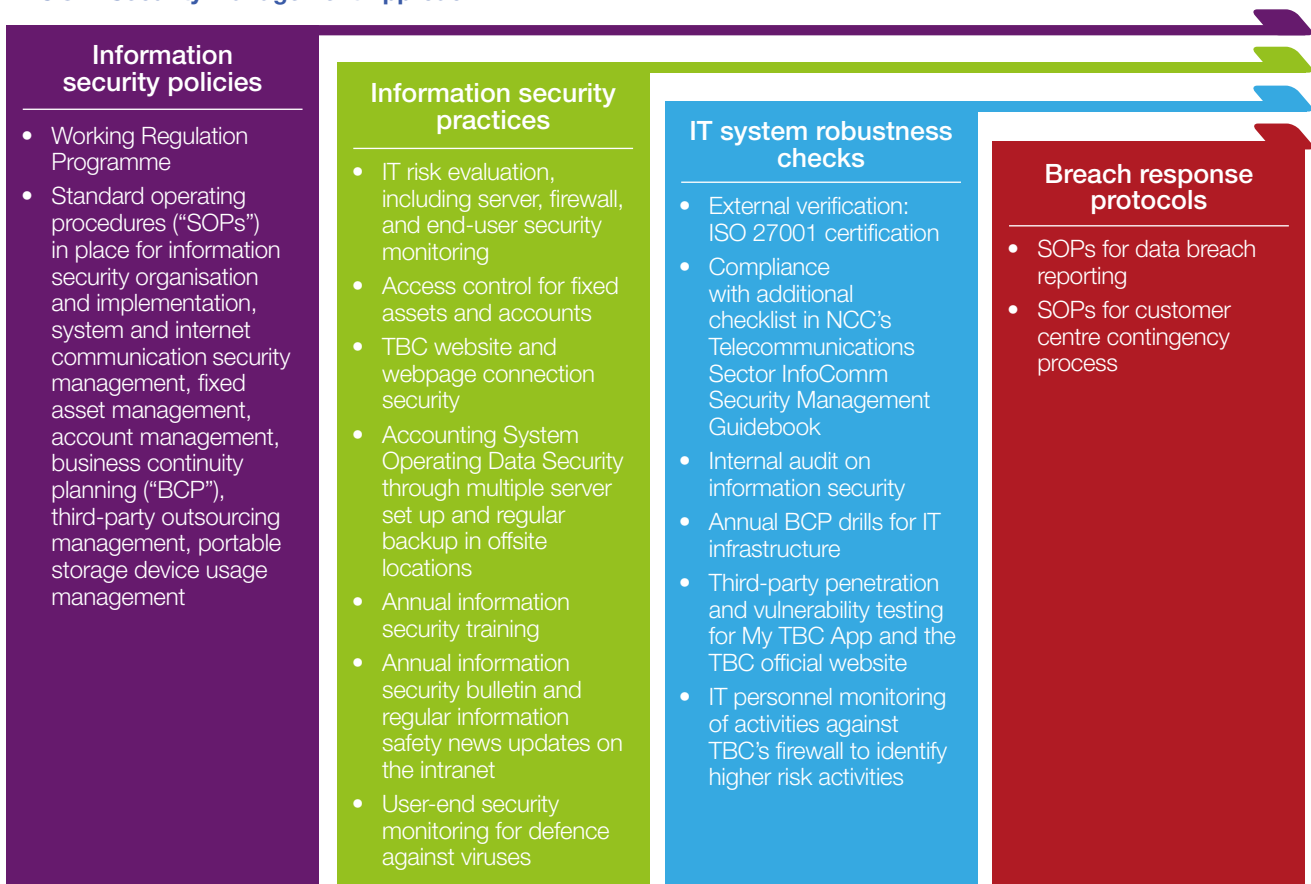 Information
security policies
• Working Regulation
Programme
• Standard operating
procedures (“SOPs”)
in place for information
security organisation
and implementation,
system and internet
communication security
management, fixed
asset management,
account management,
business continuity
planning (“BCP”),
third-party outsourcing
management, portable
storage device usage
management
Information security
practices
• IT risk evaluation,
including server, firewall,
and end-user security
monitoring
• Access control for fixed
assets and accounts
• TBC website and
webpage connection
security
• Accounting System
Operating Data Security
through multiple server
set up and regular
backup in offsite
locations
• Annual information
security training
• Annual information
security bulletin and
regular information
safety news updates on
the intranet
• User-end security
monitoring for defence
against viruses
IT system robustness
checks
• External verification:
ISO 27001 certification
• Compliance
with additional
checklist in NCC’s
Telecommunications
Sector InfoComm
Security Management
Guidebook
• Internal audit on
information security
• Annual BCP drills for IT
infrastructure
• Third-party penetration
and vulnerability testing
for My TBC App and the
TBC official website
• IT personnel monitoring
of activities against
TBC’s firewall to identify
higher risk activities
Breach response
protocols
• SOPs for data breach
reporting
• SOPs for customer
centre contingency
process